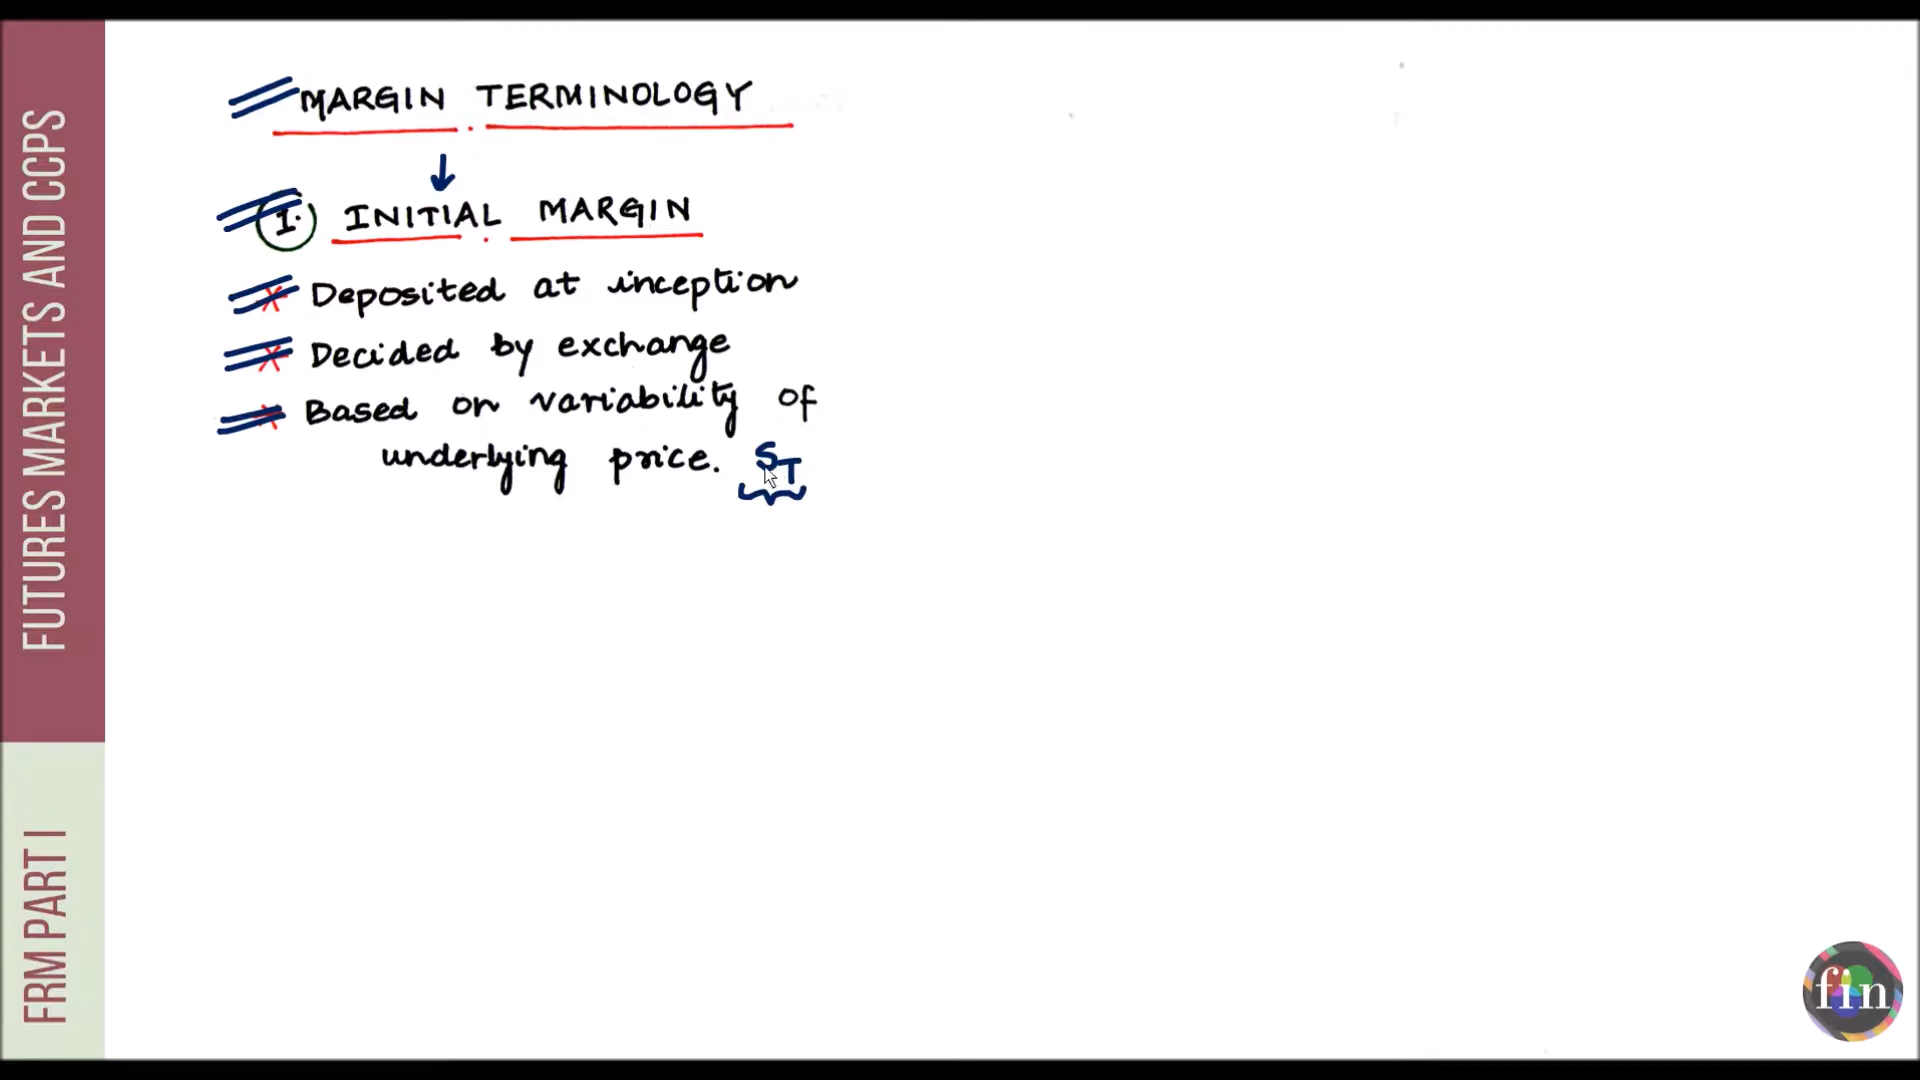 FUTURES MARKETS AND CCPS
FRM PART I
MARGIN TERMINOLOGY
I. INITIAL MARGIN
x Deposited at inception
x Decided by exchange
x Based on variability of
underlying price. S_T
fin